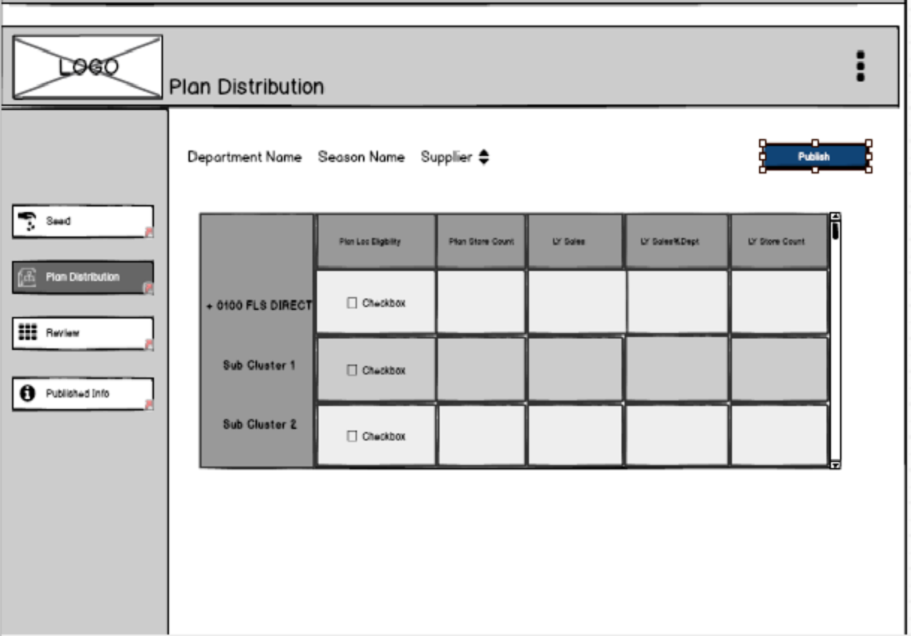 LOGO
Plan Distribution
Department Name Season Name Supplier
Publish
Seed
Plan Distribution
Review
Published Info
Plan Loc Eligibility Plan Store Count LY Sales LY Sales%Dept LY Store Count
+ 0100 FLS DIRECT Checkbox
Sub Cluster 1 Checkbox
Sub Cluster 2 Checkbox